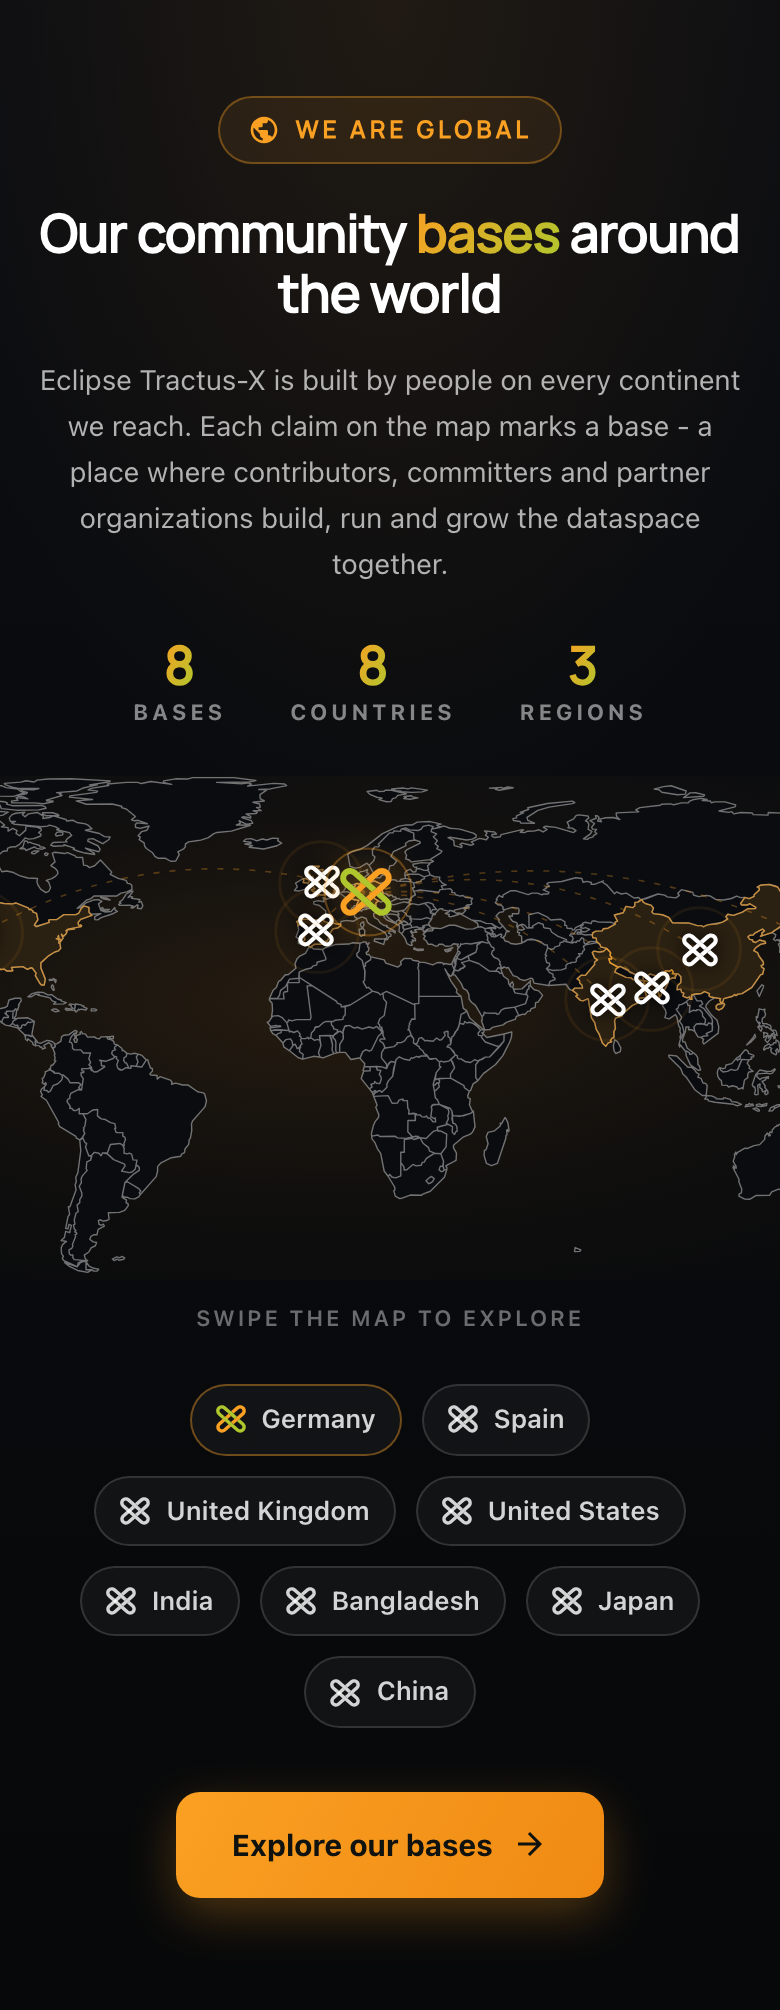 WE ARE GLOBAL
Our community bases around
the world
Eclipse Tractus-X is built by people on every continent
we reach. Each claim on the map marks a base - a
place where contributors, committers and partner
organizations build, run and grow the dataspace
together.
8 8 3
BASES COUNTRIES REGIONS
SWIPE THE MAP TO EXPLORE
Germany Spain
United Kingdom United States
India Bangladesh Japan
China
Explore our bases